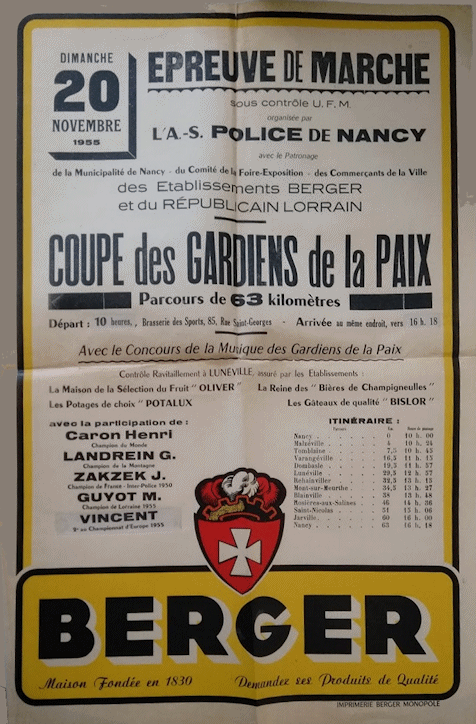 DIMANCHE
20
NOVEMBRE
1955
EPREUVE DE MARCHE
sous contrôle U. F. M.
organisée par
L'A.-S. POLICE DE NANCY
avec le Patronage
de la Municipalité de Nancy - du Comité de la Foire-Exposition - des Commerçants de la Ville
des Etablissements BERGER
et du RÉPUBLICAIN LORRAIN
COUPE des GARDIENS de la PAIX
Parcours de 63 kilomètres
Départ : 10 heures, , Brasserie des Sports, 85, Rue Saint-Georges - Arrivée au même endroit, vers 16 h. 18
Avec le Concours de la Musique des Gardiens de la Paix
Contrôle Ravitaillement à LUNEVILLE, assuré par les Etablissements :
La Maison de la Sélection du Fruit "OLIVER" La Reine des "Bières de Champigneulles"
Les Potages de choix "POTALUX Les Gâteaux de qualité "BISLOR"
avec la participation de :
Caron Henri
Champion du Monde
LANDREIN G.
Champion de la Montagne
ZAKZEK J.
Champion de France Inter-Police 1950
GUYOT M.
Champion de Lorraine 1955
VINCENT
2e au Championnat d'Europe 1955
ITINÉRAIRE :
Nancy 0 10 h. 00
Malzéville 4 10 h. 24
Tomblaine 7,5 10 h. 45
Varangéville 16,5 11 h.
Dombasle 19,5 11 h. 57
Lunéville 29,5 12 h. 57
Rehainviller 32,5 13 h. 15
Mont-sur-Meurthe 34,5 13 h. 27
Blainville 38 13 h. 48
Rosières-aux-Salines 46 14 h. 36
Saint-Nicolas 51 15 h. 06
Jarville 60 16 h. 00
Nancy 63 16 h. 18
BERGER
Maison Fondée en 1830 Demandez ses Produits de Qualité
IMPRIMERIE BERGER MONOPOLE